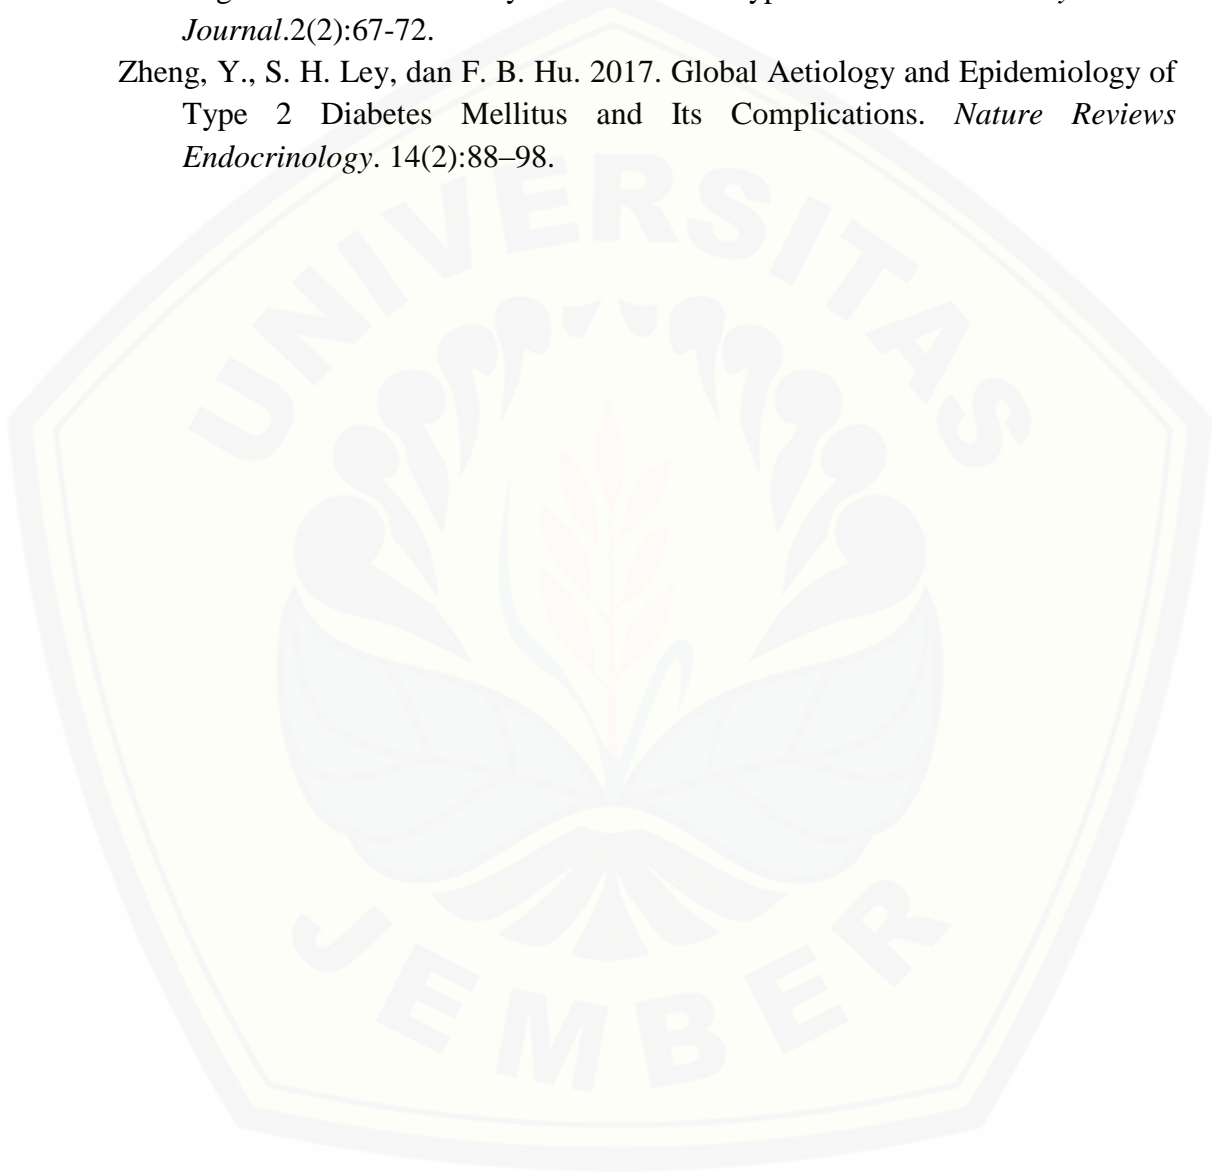 Journal.2(2):67-72.
Zheng, Y., S. H. Ley, dan F. B. Hu. 2017. Global Aetiology and Epidemiology of
Type 2 Diabetes Mellitus and Its Complications. Nature Reviews
Endocrinology. 14(2):88–98.
UNIVERSITAS
JEMBER